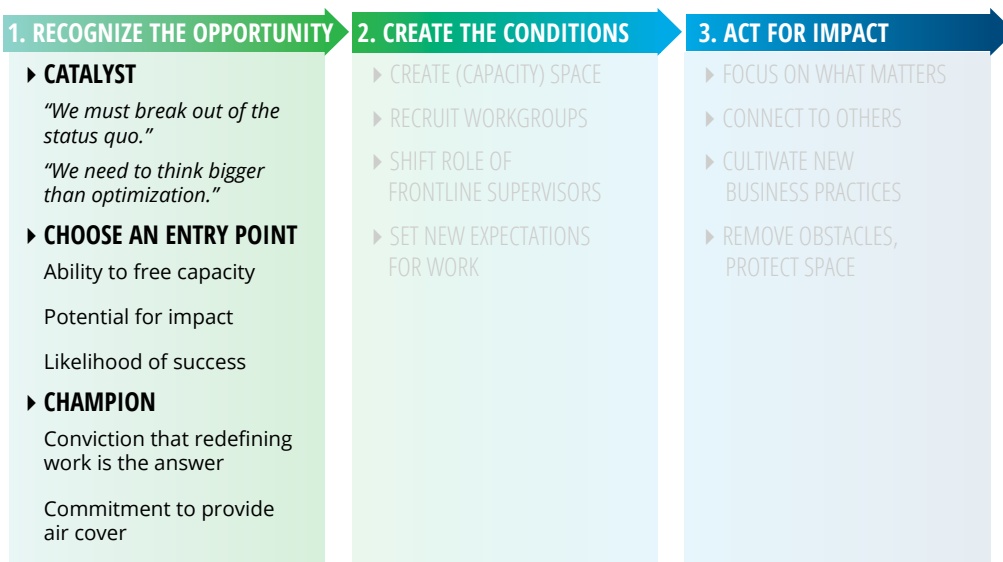 1. RECOGNIZE THE OPPORTUNITY
CATALYST
“We must break out of the
status quo.”
“We need to think bigger
than optimization.”
CHOOSE AN ENTRY POINT
Ability to free capacity
Potential for impact
Likelihood of success
CHAMPION
Conviction that redefining
work is the answer
Commitment to provide
air cover
2. CREATE THE CONDITIONS
CREATE (CAPACITY) SPACE
RECRUIT WORKGROUPS
SHIFT ROLE OF
FRONTLINE SUPERVISORS
SET NEW EXPECTATIONS
FOR WORK
3. ACT FOR IMPACT
FOCUS ON WHAT MATTERS
CONNECT TO OTHERS
CULTIVATE NEW
BUSINESS PRACTICES
REMOVE OBSTACLES,
PROTECT SPACE